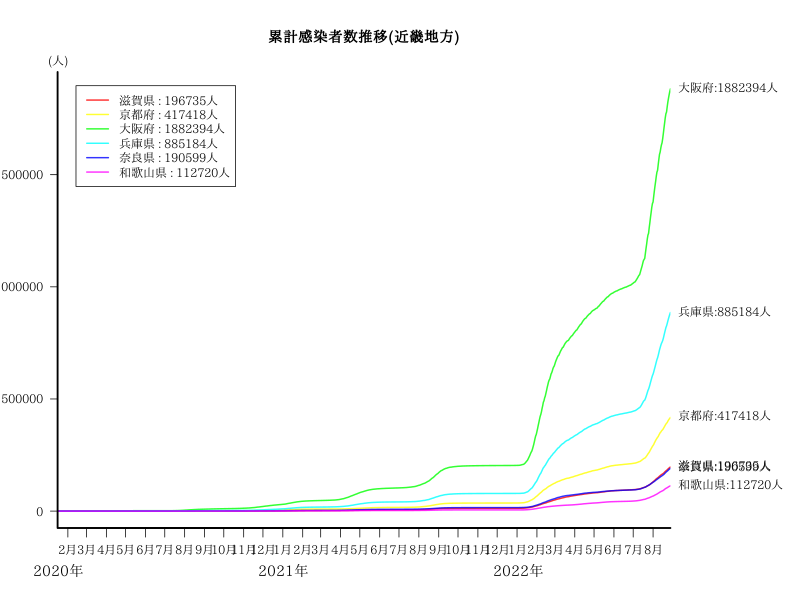 累計感染者数推移(近畿地方)
(人)
滋賀県 : 196735人
京都府 : 417418人
大阪府 : 1882394人
兵庫県 : 885184人
奈良県 : 190599人
和歌山県 : 112720人
大阪府:1882394人
500000
000000
兵庫県:885184人
500000
京都府:417418人
和歌山県:112720人
0
2月 3月 4月 5月 6月 7月 8月 9月 10月 11月 12月 1月 2月 3月 4月 5月 6月 7月 8月 9月 10月 11月 12月 1月 2月 3月 4月 5月 6月 7月 8月
2020年 2021年 2022年